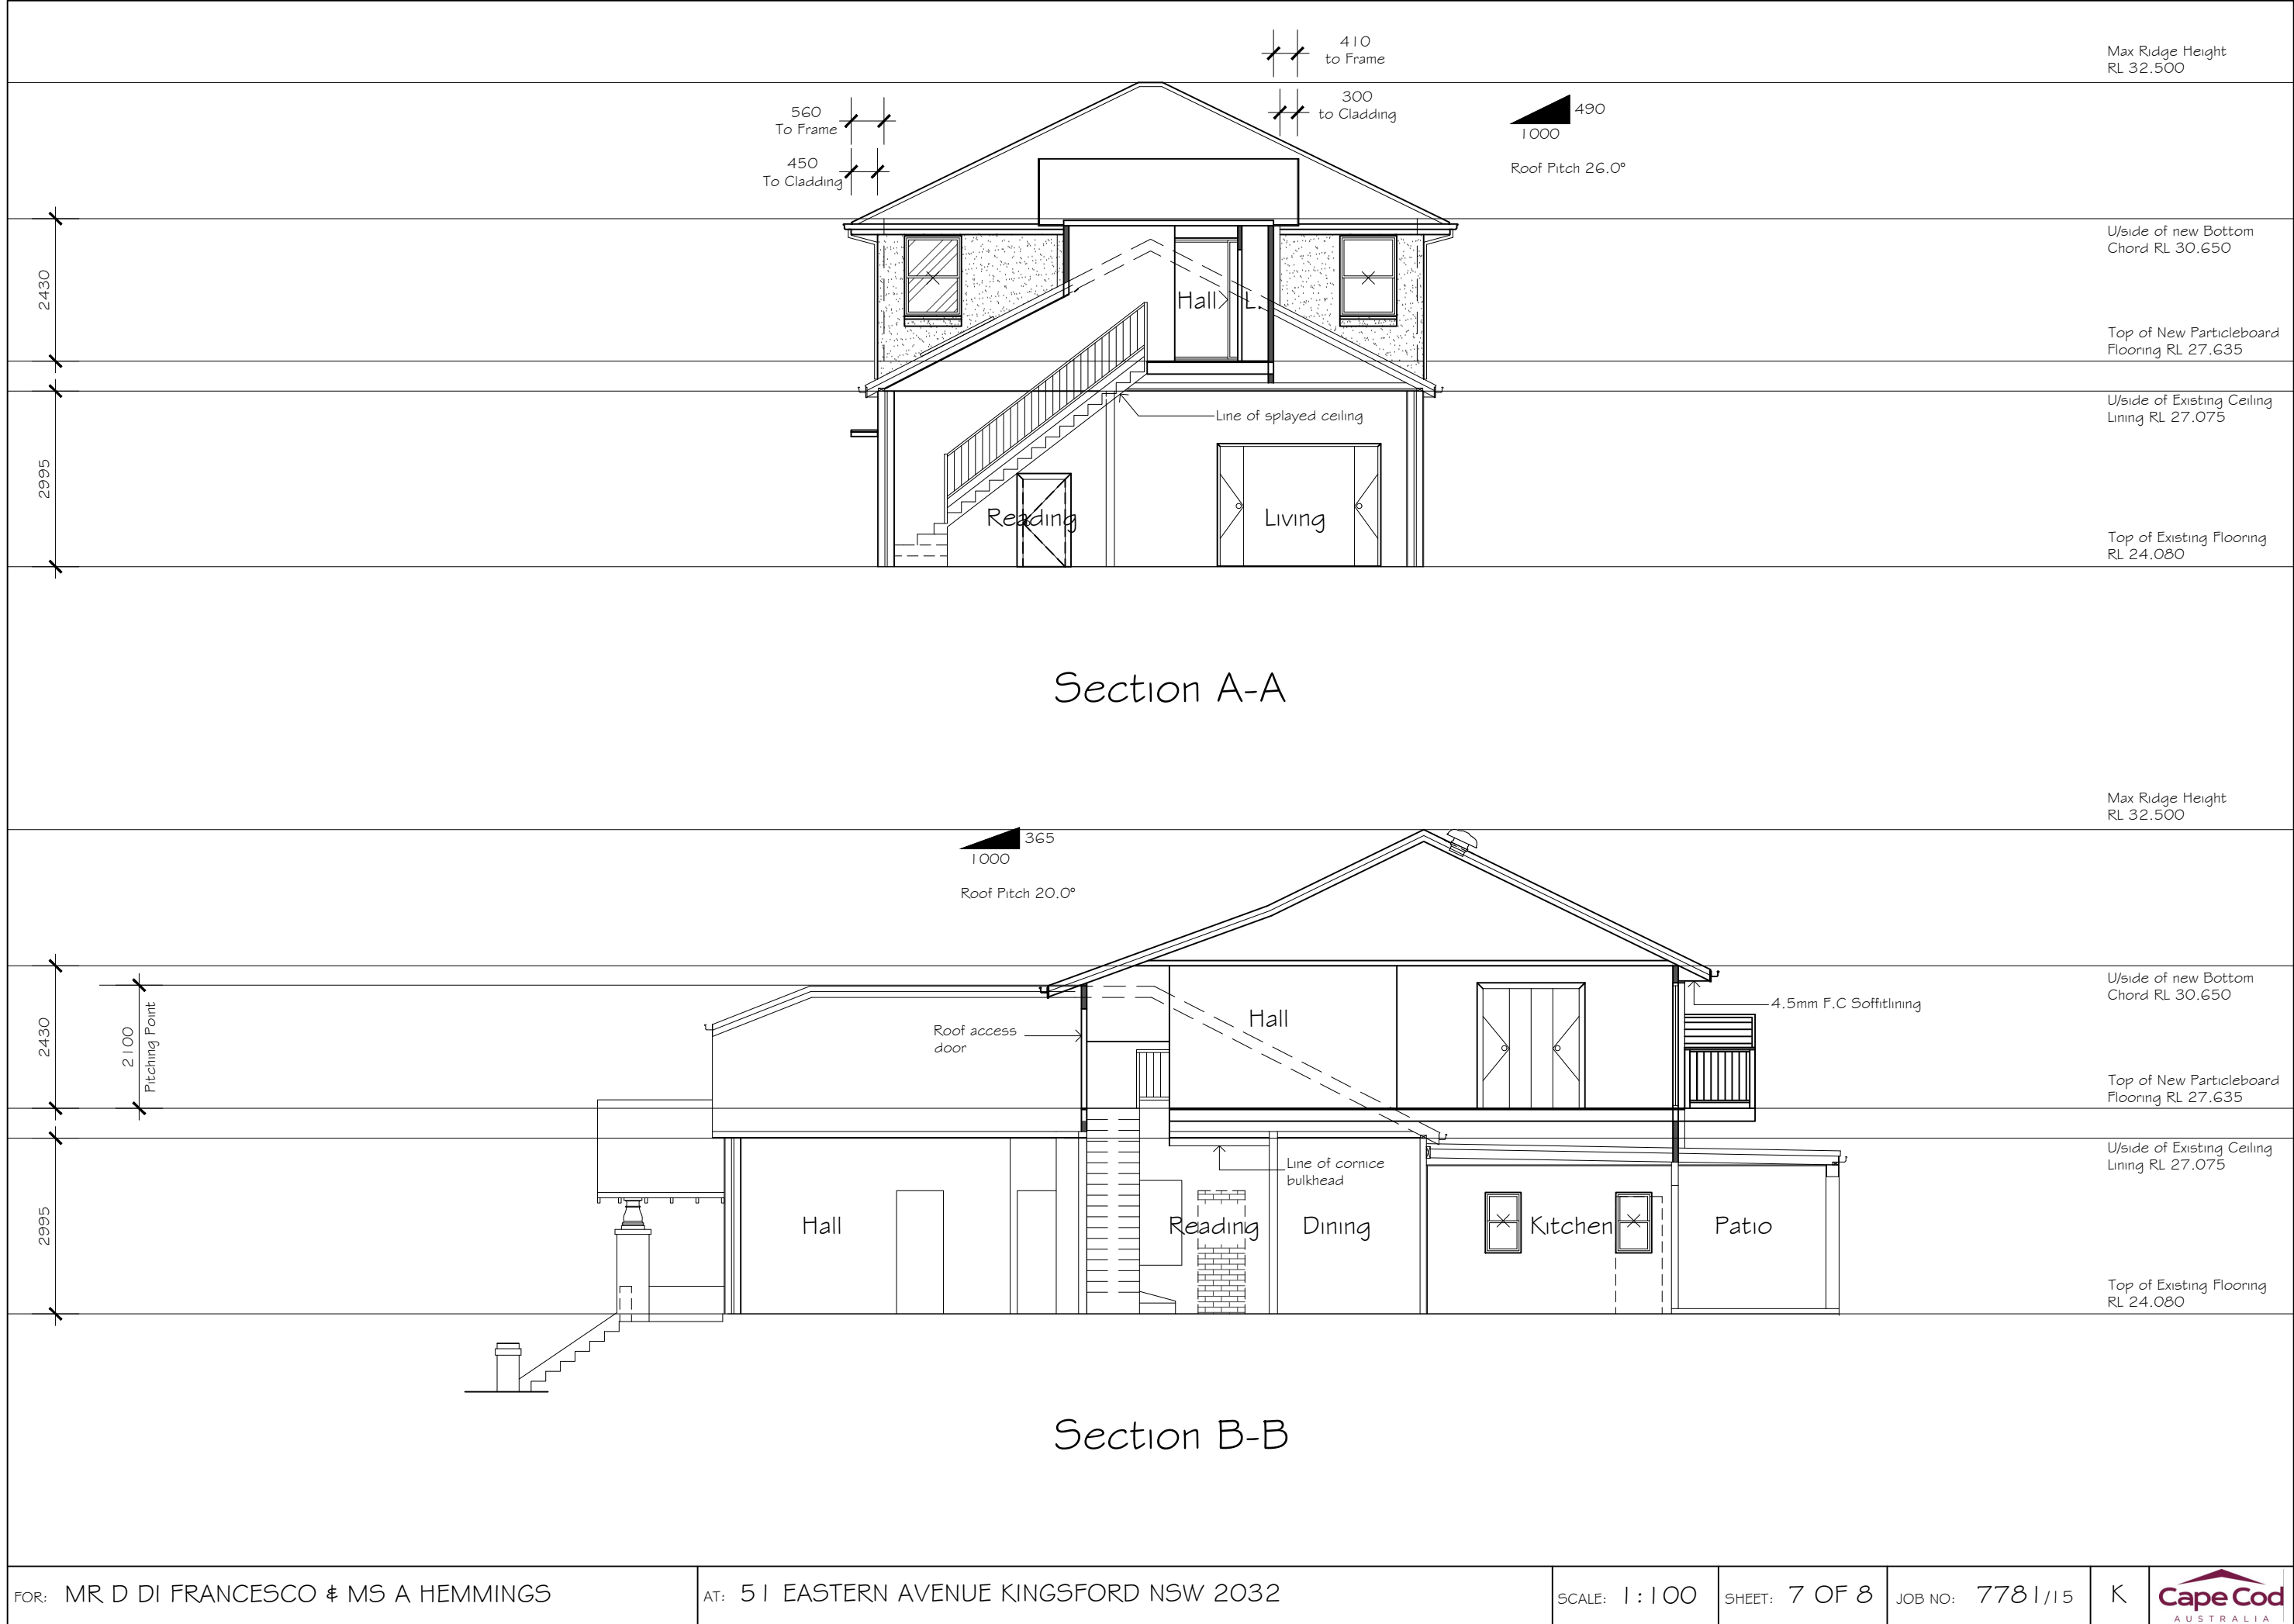 410
to Frame
Max Ridge Height
RL 32.500
560
To Frame
300
to Cladding
490
1000
450
To Cladding
Roof Pitch 26.0°
2430
U/side of new Bottom
Chord RL 30.650
Hall
L.
Top of New Particleboard
Flooring RL 27.635
U/side of Existing Ceiling
Lining RL 27.075
Line of splayed ceiling
2995
Reading
Living
Top of Existing Flooring
RL 24.080
Section A-A
Max Ridge Height
RL 32.500
365
1000
Roof Pitch 20.0°
2430
2100
Pitching Point
U/side of new Bottom
Chord RL 30.650
4.5mm F.C Soffitlining
Hall
Roof access
door
Top of New Particleboard
Flooring RL 27.635
U/side of Existing Ceiling
Lining RL 27.075
Line of cornice
bulkhead
2995
Hall
Reading
Dining
Kitchen
Patio
Top of Existing Flooring
RL 24.080
Section B-B
FOR: MR D DI FRANCESCO & MS A HEMMINGS
AT: 51 EASTERN AVENUE KINGSFORD NSW 2032
SCALE: 1:100
SHEET: 7 OF 8
JOB NO: 7781/15
K
Cape Cod
AUSTRALIA